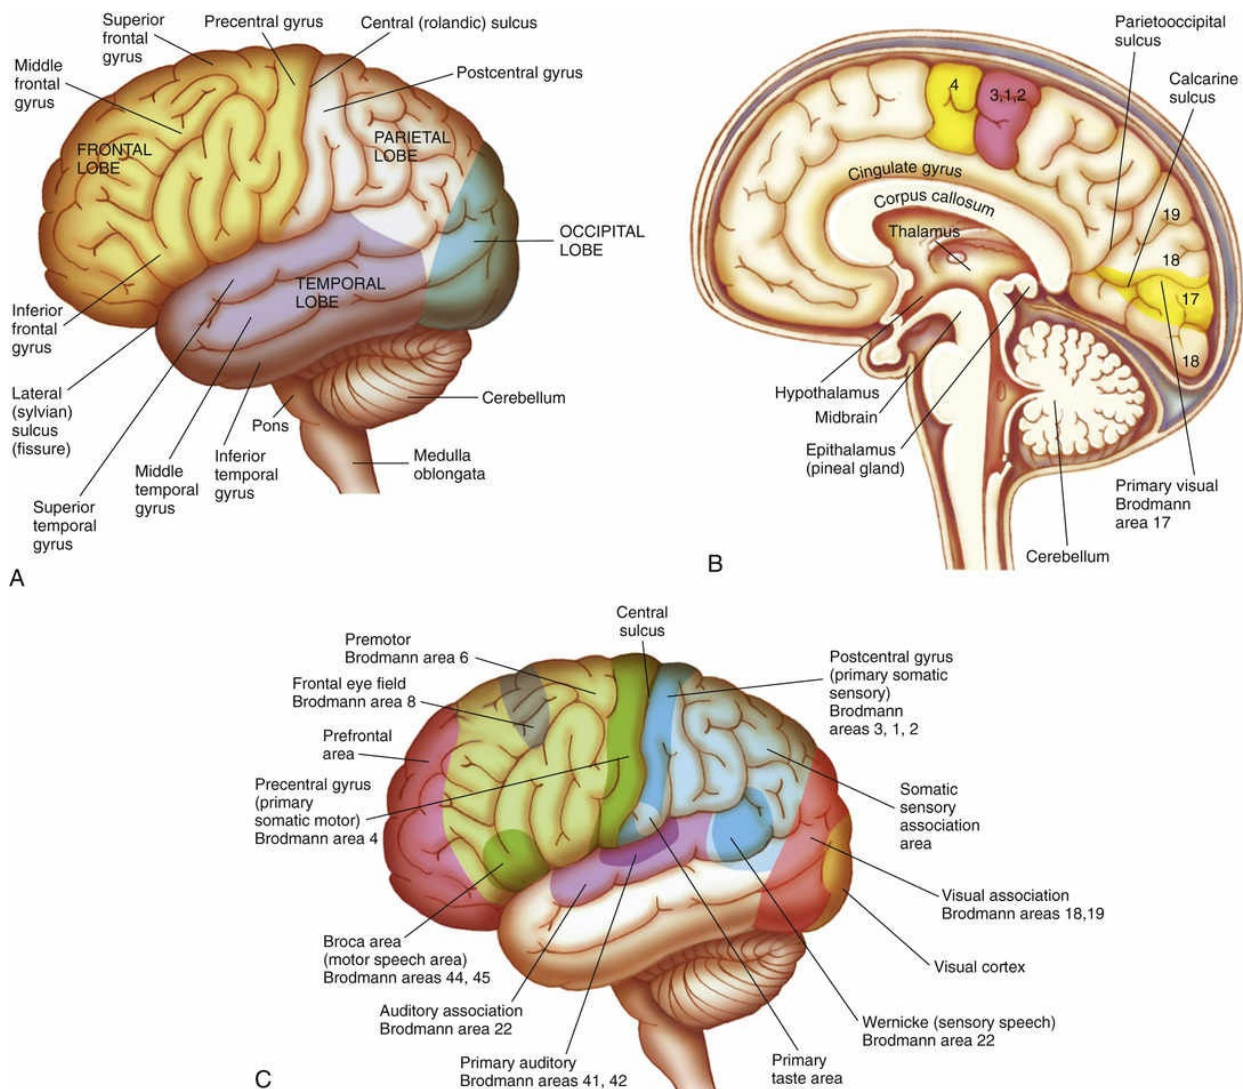 Superior
frontal
gyrus
Precentral gyrus
Central (rolandic) sulcus
Middle
frontal
gyrus
Postcentral gyrus
FRONTAL
LOBE
PARIETAL
LOBE
OCCIPITAL
LOBE
TEMPORAL
LOBE
Inferior
frontal
gyrus
Lateral
(sylvian)
sulcus
(fissure)
Pons
Cerebellum
Superior
temporal
gyrus
Middle
temporal
gyrus
Inferior
temporal
gyrus
Medulla
oblongata
A
Parietooccipital
sulcus
Calcarine
sulcus
4
3,1,2
Cingulate gyrus
Corpus callosum
Thalamus
19
18
17
18
Hypothalamus
Midbrain
Epithalamus
(pineal gland)
Primary visual
Brodmann
area 17
Cerebellum
B
Central
sulcus
Premotor
Brodmann area 6
Frontal eye field
Brodmann area 8
Prefrontal
area
Precentral gyrus
(primary
somatic motor)
Brodmann area 4
Postcentral gyrus
(primary somatic
sensory)
Brodmann
areas 3, 1, 2
Somatic
sensory
association
area
Visual association
Brodmann areas 18,19
Visual cortex
Broca area
(motor speech area)
Brodmann areas 44, 45
Auditory association
Brodmann area 22
Primary auditory
Brodmann areas 41, 42
Primary
taste area
Wernicke (sensory speech)
Brodmann area 22
C